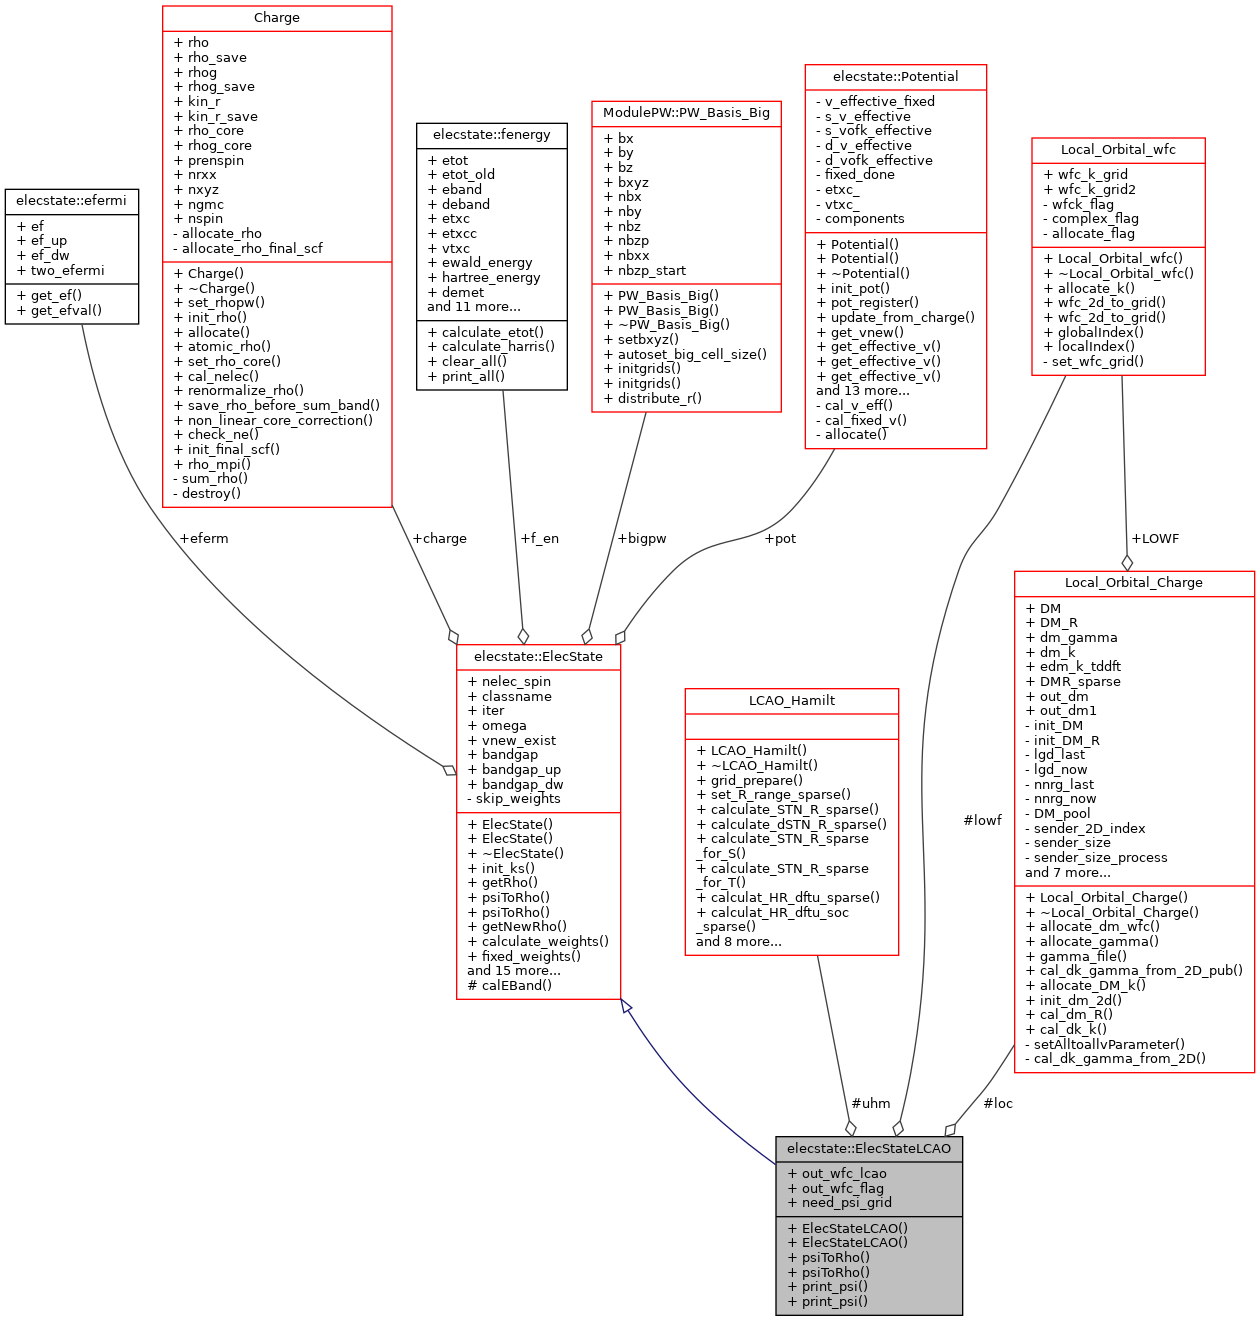 Charge
+ rho
+ rho_save
+ rhog
+ rhog_save
+ kin_r
+ kin_r_save
+ rho_core
+ rhog_core
+ prenspin
+ nrxx
+ nxyz
+ ngmc
+ nspin
- allocate_rho
- allocate_rho_final_scf
+ Charge()
+ ~Charge()
+ set_rhopw()
+ init_rho()
+ allocate()
+ atomic_rho()
+ set_rho_core()
+ cal_nelec()
+ renormalize_rho()
+ save_rho_before_sum_band()
+ non_linear_core_correction()
+ check_ne()
+ init_final_scf()
+ rho_mpi()
- sum_rho()
- destroy()
elecstate::Potential
- v_effective_fixed
- s_v_effective
- s_vofk_effective
- d_v_effective
- d_vofk_effective
- fixed_done
- etxc_
- vtxc_
- components
+ Potential()
+ Potential()
+ ~Potential()
+ init_pot()
+ pot_register()
+ update_from_charge()
+ get_vnew()
+ get_effective_v()
+ get_effective_v()
+ get_effective_v()
and 13 more...
- cal_v_eff()
- cal_fixed_v()
- allocate()
ModulePW::PW_Basis_Big
+ bx
+ by
+ bz
+ bxyz
+ nbx
+ nby
+ nbz
+ nbzp
+ nbxx
+ nbzp_start
+ PW_Basis_Big()
+ PW_Basis_Big()
+ ~PW_Basis_Big()
+ setbxyz()
+ autoset_big_cell_size()
+ initgrids()
+ initgrids()
+ distribute_r()
elecstate::fenergy
+ etot
+ etot_old
+ eband
+ deband
+ etxc
+ etxcc
+ vtxc
+ ewald_energy
+ hartree_energy
+ demet
and 11 more...
+ calculate_etot()
+ calculate_harris()
+ clear_all()
+ print_all()
Local_Orbital_wfc
+ wfc_k_grid
+ wfc_k_grid2
- wfck_flag
- complex_flag
- allocate_flag
+ Local_Orbital_wfc()
+ ~Local_Orbital_wfc()
+ allocate_k()
+ wfc_2d_to_grid()
+ wfc_2d_to_grid()
+ globalIndex()
+ localIndex()
- set_wfc_grid()
elecstate::efermi
+ ef
+ ef_up
+ ef_dw
+ two_efermi
+ get_ef()
+ get_efval()
+eferm
+charge
+f_en
+bigpw
+pot
+LOWF
Local_Orbital_Charge
+ DM
+ DM_R
+ dm_gamma
+ dm_k
+ edm_k_tddft
+ DMR_sparse
+ out_dm
+ out_dm1
- init_DM
- init_DM_R
- lgd_last
- lgd_now
- nnrg_last
- nnrg_now
- DM_pool
- sender_2D_index
- sender_size
- sender_size_process
and 7 more...
+ Local_Orbital_Charge()
+ ~Local_Orbital_Charge()
+ allocate_dm_wfc()
+ allocate_gamma()
+ gamma_file()
+ cal_dk_gamma_from_2D_pub()
+ allocate_DM_k()
+ init_dm_2d()
+ cal_dm_R()
+ cal_dk_k()
- setAlltoallvParameter()
- cal_dk_gamma_from_2D()
elecstate::ElecState
+ nelec_spin
+ classname
+ iter
+ omega
+ vnew_exist
+ bandgap
+ bandgap_up
+ bandgap_dw
- skip_weights
+ ElecState()
+ ElecState()
+ ~ElecState()
+ init_ks()
+ getRho()
+ psiToRho()
+ psiToRho()
+ getNewRho()
+ calculate_weights()
+ fixed_weights()
and 15 more...
# calEBand()
LCAO_Hamilt
+ LCAO_Hamilt()
+ ~LCAO_Hamilt()
+ grid_prepare()
+ set_R_range_sparse()
+ calculate_STN_R_sparse()
+ calculate_dSTN_R_sparse()
+ calculate_STN_R_sparse
_for_S()
+ calculate_STN_R_sparse
_for_T()
+ calculat_HR_dftu_sparse()
+ calculat_HR_dftu_soc
_sparse()
and 8 more...
#lowf
#uhm
#loc
elecstate::ElecStateLCAO
+ out_wfc_lcao
+ out_wfc_flag
+ need_psi_grid
+ ElecStateLCAO()
+ ElecStateLCAO()
+ psiToRho()
+ psiToRho()
+ print_psi()
+ print_psi()